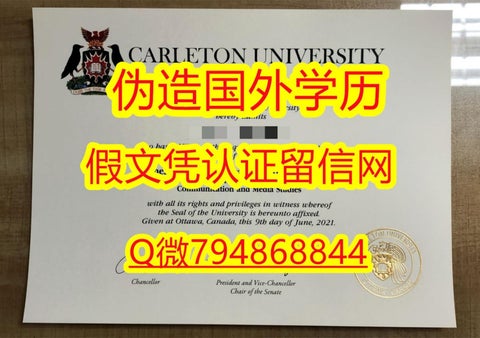 CARLETON UNIVERSITY
伪造国外学历
hereby admits
假文凭认证留信网
Communication and Media Studies
with all its rights and privileges in witness whereof
the Seal of the University is hereunto affixed.
Given at Ottawa, Canada, this 9th day of June, 2021.
Q微794868844
Chancellor
President and Vice-Chancellor
Chair of the Senate